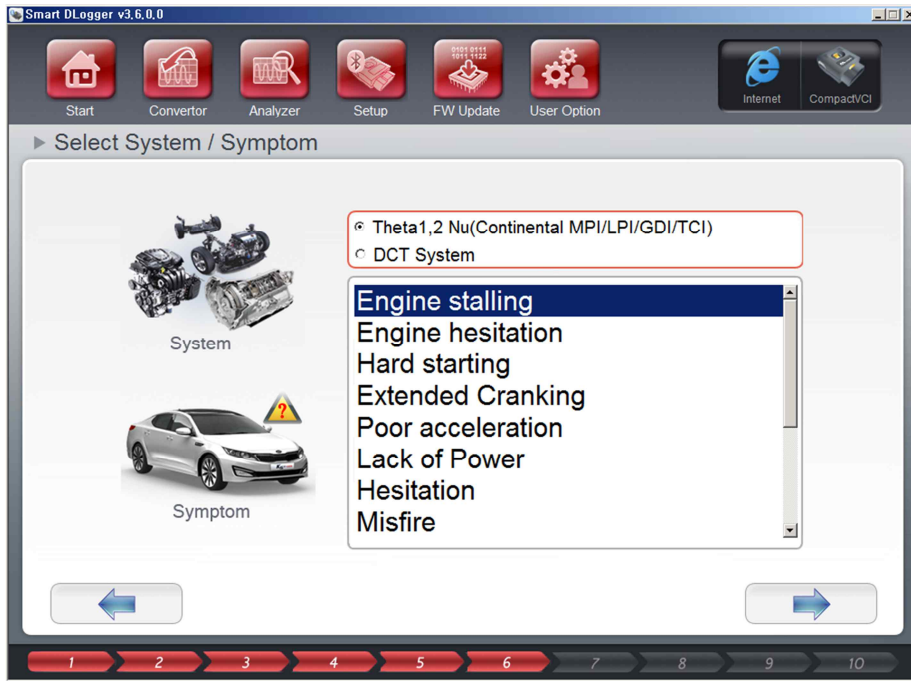 Smart DLogger v3,6,0,0
0101 0111
1011 1122
Start
Convertor
Analyzer
Setup
FW Update
User Option
Internet
CompactVCI
Select System / Symptom
Theta1,2 Nu(Continental MPI/LPI/GDI/TCI)
DCT System
System
Engine stalling
Engine hesitation
Hard starting
Extended Cranking
Poor acceleration
Lack of Power
Hesitation
Misfire
?
Symptom
1 2 3 4 5 6 7 8 9 10